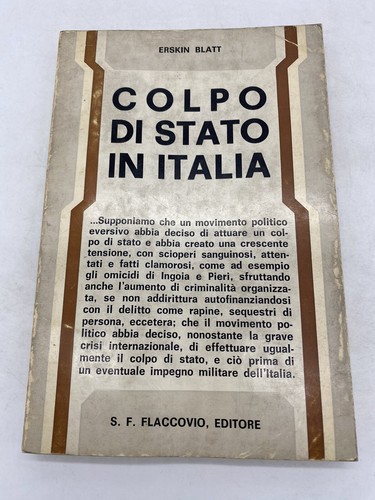 ERSKIN BLATT
COLPO
DI STATO
IN ITALIA
...Supponiamo che un movimento politico
eversivo abbia deciso di attuare un col-
po di stato e abbia creato una crescente
tensione, con scioperi sanguinosi, atten-
tati e fatti clamorosi, come ad esempio
gli omicidi di Ingoia e Pieri, sfruttando
anche l'aumento di criminalità organizza-
ta, se non addirittura autofinanziandosi
con il delitto come rapine, sequestri di
persona, eccetera; che il movimento po-
litico abbia deciso, nonostante la grave
crisi internazionale, di effettuare ugual-
mente il colpo di stato, e ciò prima di
un eventuale impegno militare dell'Italia.
S. F. FLACCOVIO, EDITORE